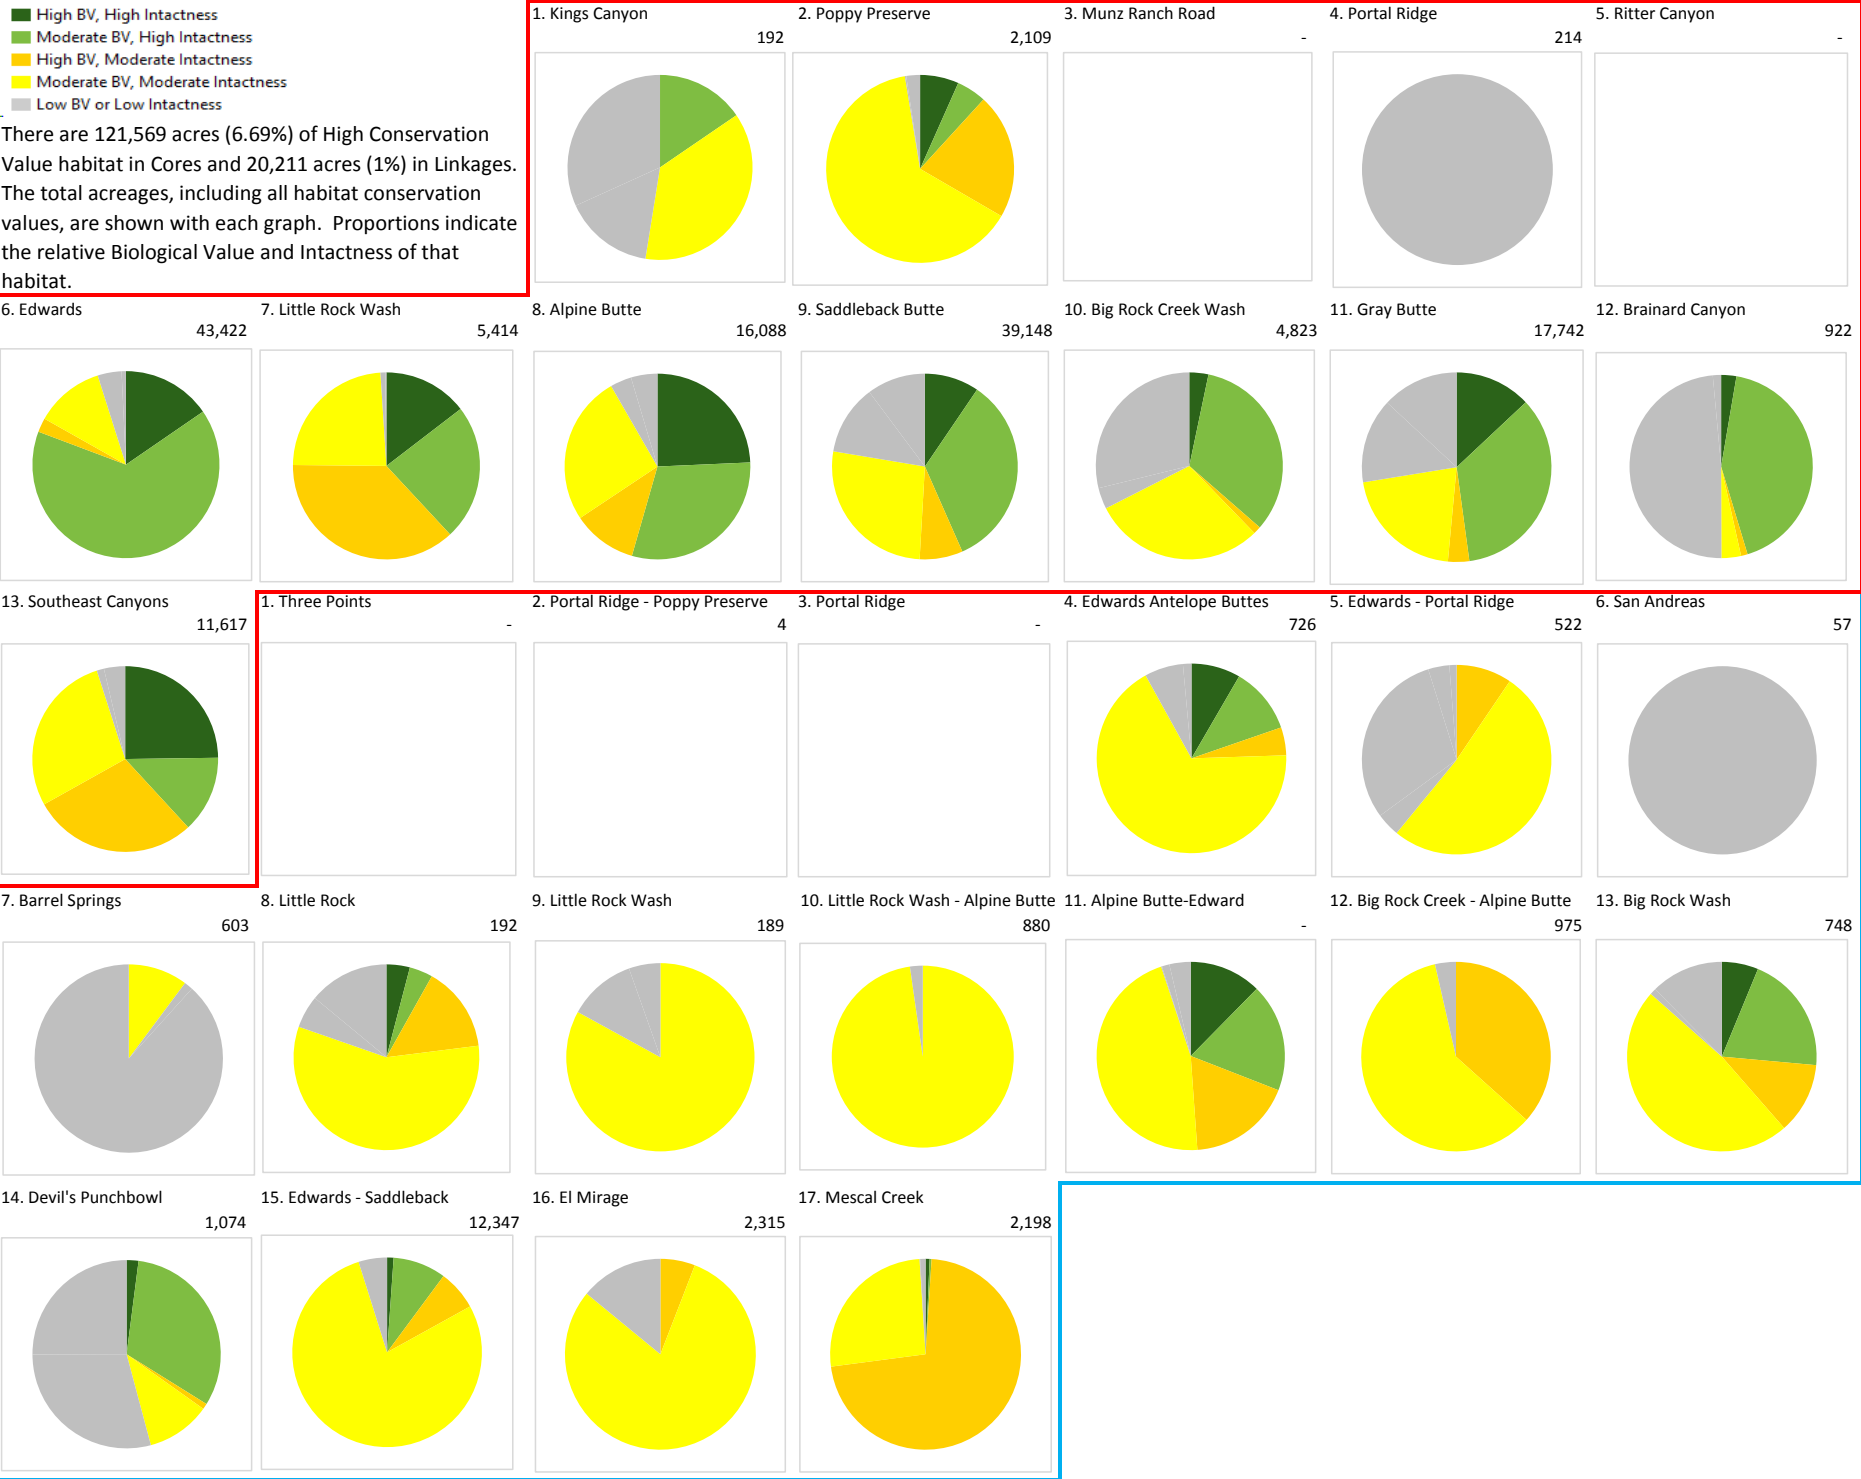 High BV, High Intactness
Moderate BV, High Intactness
High BV, Moderate Intactness
Moderate BV, Moderate Intactness
Low BV or Low Intactness
There are 121,569 acres (6.69%) of High Conservation
Value habitat in Cores and 20,211 acres (1%) in Linkages.
The total acreages, including all habitat conservation
values, are shown with each graph.  Proportions indicate
the relative Biological Value and Intactness of that
habitat.
1. Kings Canyon
192
2. Poppy Preserve
2,109
3. Munz Ranch Road
-
4. Portal Ridge
214
5. Ritter Canyon
-
6. Edwards
43,422
7. Little Rock Wash
5,414
8. Alpine Butte
16,088
9. Saddleback Butte
39,148
10. Big Rock Creek Wash
4,823
11. Gray Butte
17,742
12. Brainard Canyon
922
13. Southeast Canyons
11,617
1. Three Points
-
2. Portal Ridge - Poppy Preserve
4
3. Portal Ridge
-
4. Edwards Antelope Buttes
726
5. Edwards - Portal Ridge
522
6. San Andreas
57
7. Barrel Springs
603
8. Little Rock
192
9. Little Rock Wash
189
10. Little Rock Wash - Alpine Butte
880
11. Alpine Butte-Edward
-
12. Big Rock Creek - Alpine Butte
975
13. Big Rock Wash
748
14. Devil's Punchbowl
1,074
15. Edwards - Saddleback
12,347
16. El Mirage
2,315
17. Mescal Creek
2,198